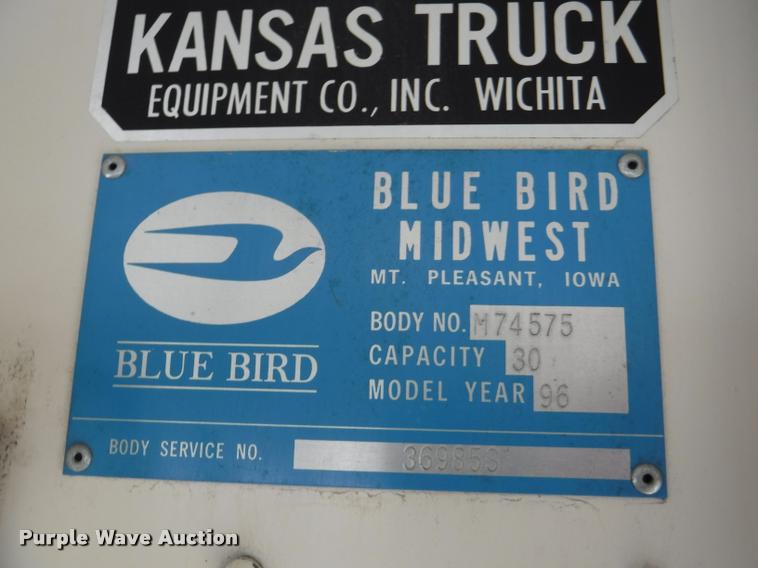 KANSAS TRUCK
EQUIPMENT CO., INC. WICHITA
BLUE BIRD
MIDWEST
MT. PLEASANT, IOWA
BODY NO. M74575
CAPACITY 30
MODEL YEAR 96
BLUE BIRD
BODY SERVICE NO.
Purple Wave Auction